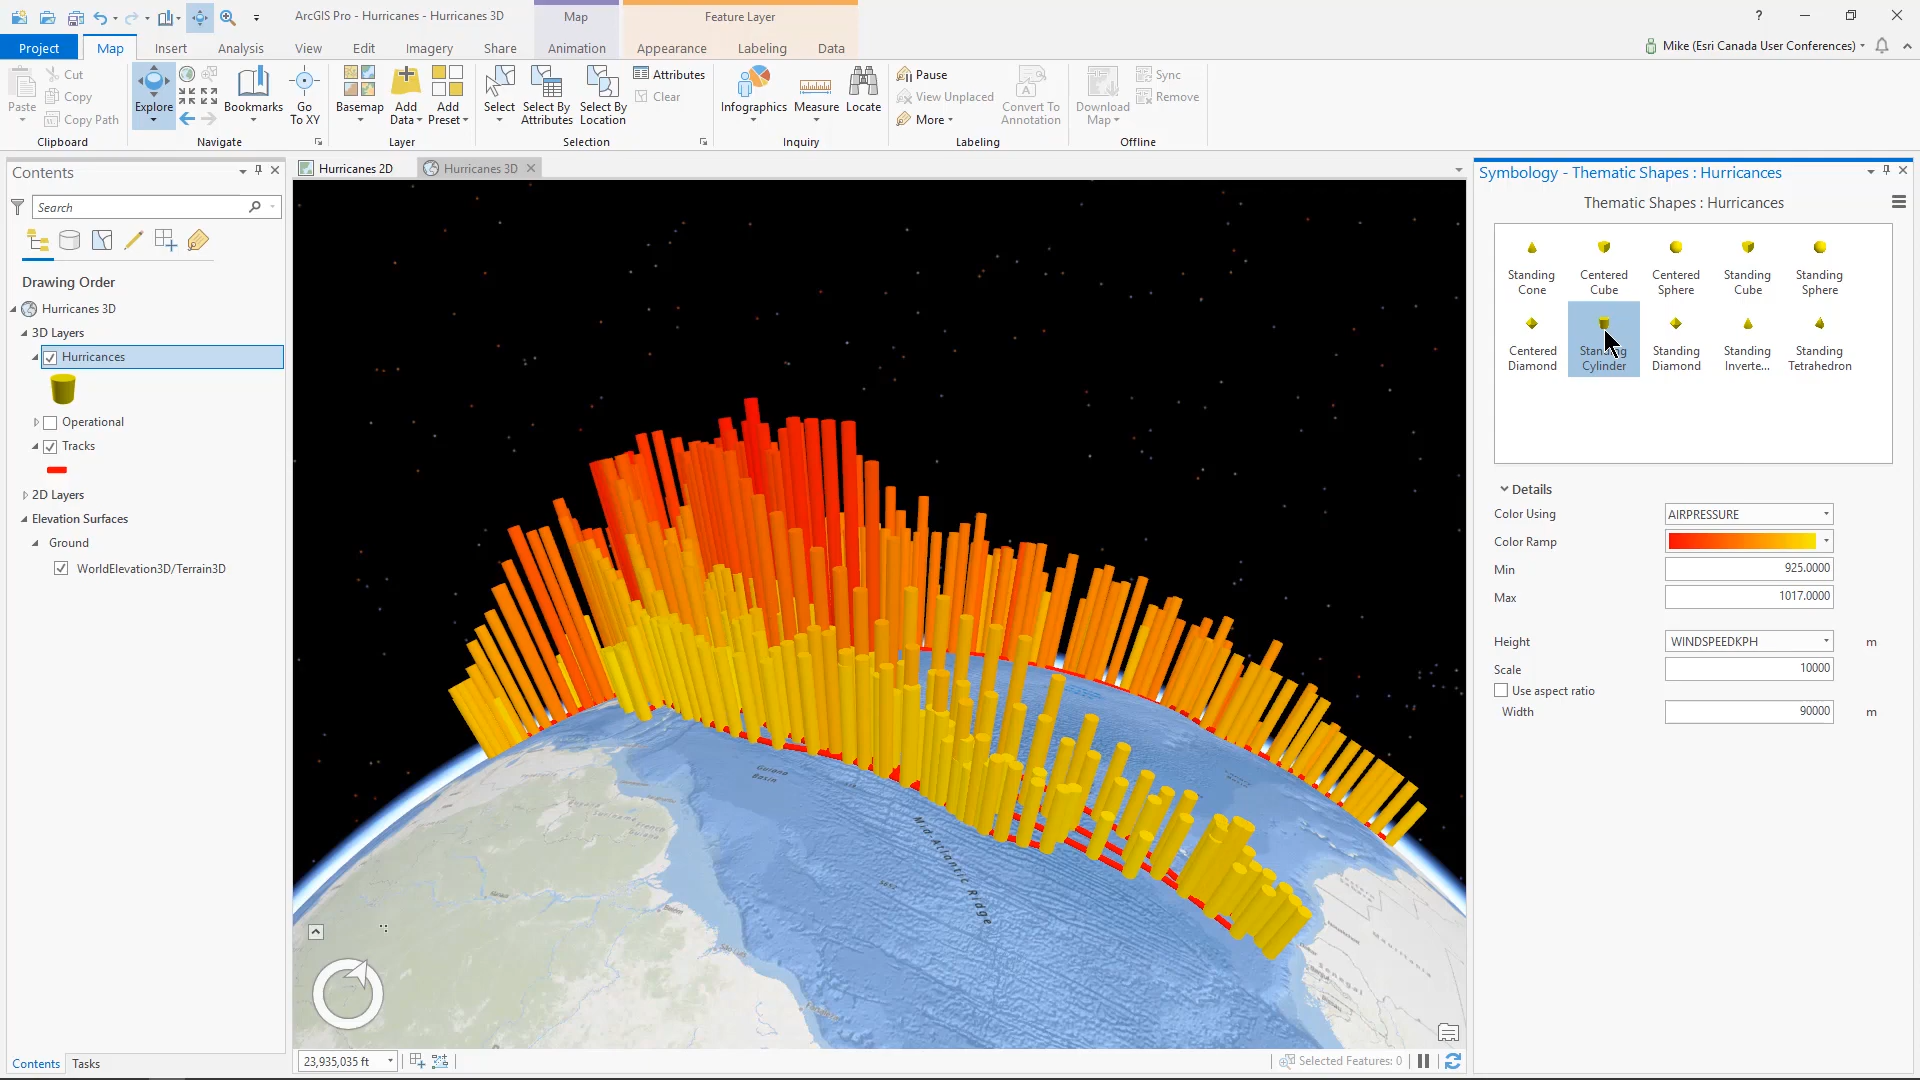 ArcGIS Pro - Hurricanes - Hurricanes 3D
Map
Feature Layer
?
Project
Map
Insert
Analysis
View
Edit
Imagery
Share
Animation
Appearance
Labeling
Data
Mike (Esri Canada User Conferences)
Paste
Cut
Copy
Copy Path
Clipboard
Explore
Bookmarks
Go
To XY
Navigate
Basemap
Add
Data
Add
Preset
Layer
Select
Select By
Attributes
Select By
Location
Attributes
Clear
Selection
Infographics
Measure
Locate
Inquiry
Pause
View Unplaced
More
Convert To
Annotation
Labeling
Download
Map
Sync
Remove
Offline
Contents
Search
Drawing Order
Hurricanes 3D
3D Layers
Hurricances
Operational
Tracks
2D Layers
Elevation Surfaces
Ground
WorldElevation3D/Terrain3D
Contents
Tasks
Hurricanes 2D
Hurricanes 3D
Guiana
Basin
Mid-Atlantic Ridge
Senegal
23,935,035 ft
Selected Features: 0
Symbology - Thematic Shapes : Hurricances
Thematic Shapes : Hurricances
Standing
Cone
Centered
Cube
Centered
Sphere
Standing
Cube
Standing
Sphere
Centered
Diamond
Standing
Cylinder
Standing
Diamond
Standing
Inverte...
Standing
Tetrahedron
Details
Color Using
AIRPRESSURE
Color Ramp
Min
925.0000
Max
1017.0000
Height
WINDSPEEDKPH
m
Scale
10000
Use aspect ratio
Width
90000
m